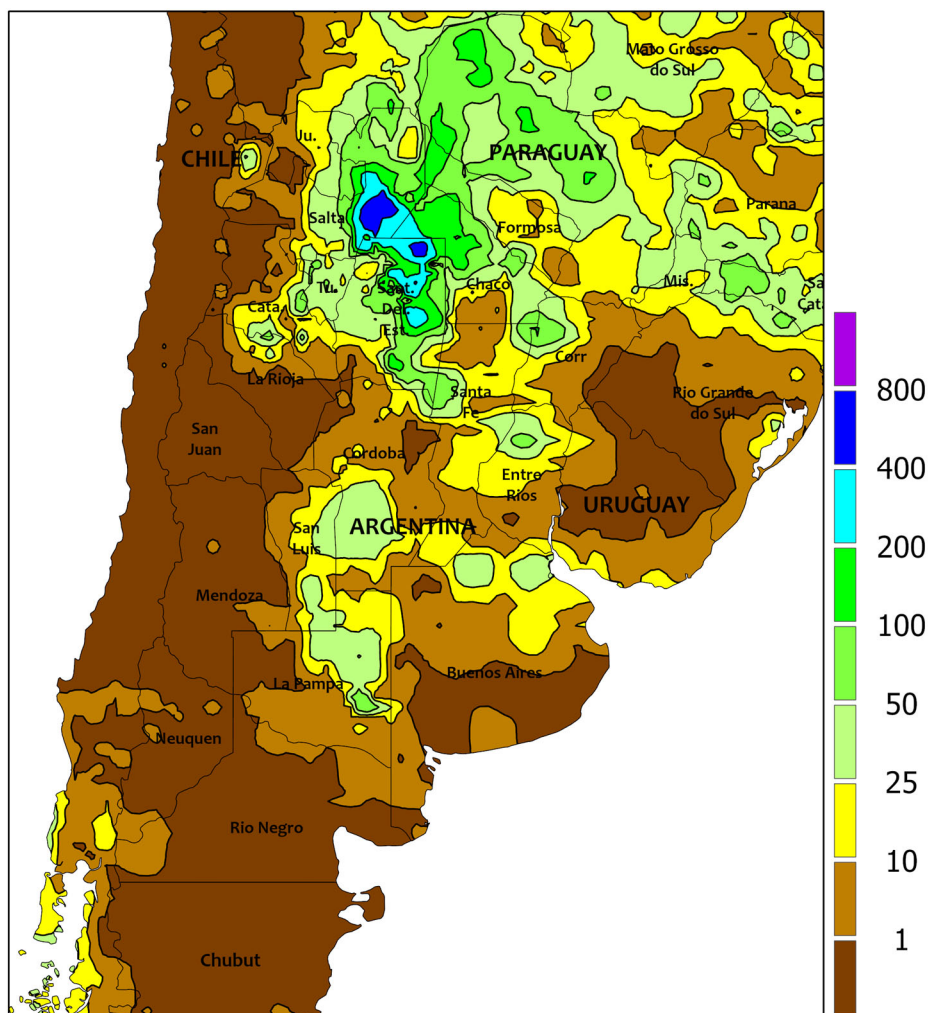 Mato Grosso
do Sul
Ju.
CHILE
PARAGUAY
Parana
Salta
Formosa
Tu.
Sant.
Chaco
Mis.
Sa
Cata
Cata.
Del
Est.
Corr
La Rioja
Santa
Fe
Rio Grande
do Sul
San
Juan
Cordoba
Entre
Rios
URUGUAY
San
Luis
ARGENTINA
Mendoza
La Pampa
Buenos Aires
Neuquen
Rio Negro
Chubut
800
400
200
100
50
25
10
1